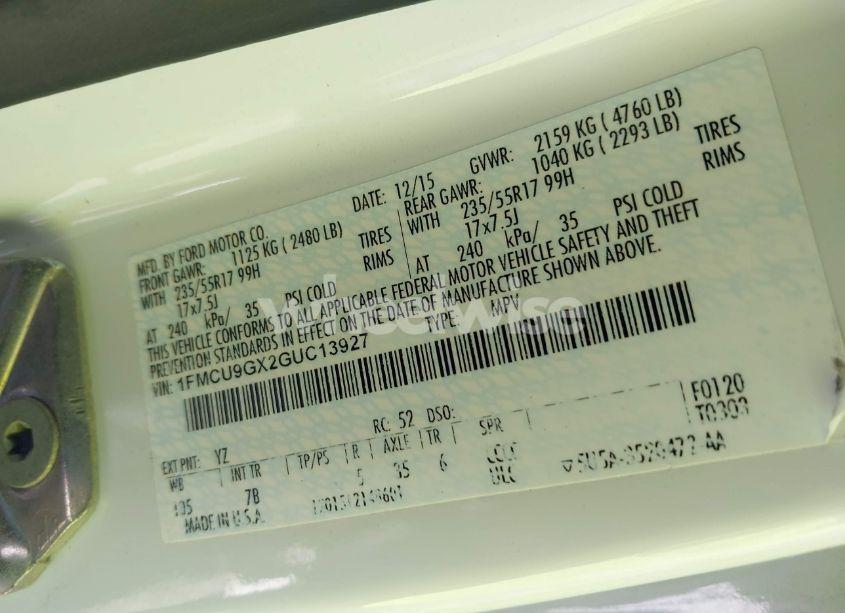 MFD. BY FORD MOTOR CO.
DATE: 12/15
GVWR: 2159 KG ( 4760 LB)
FRONT GAWR: 1125 KG ( 2480 LB)
REAR GAWR: 1040 KG ( 2293 LB)
WITH 235/55R17 99H TIRES
WITH 235/55R17 99H TIRES
17x7.5J RIMS
17x7.5J RIMS
AT 240 kPa/ 35 PSI COLD
AT 240 kPa/ 35 PSI COLD
THIS VEHICLE CONFORMS TO ALL APPLICABLE FEDERAL MOTOR VEHICLE SAFETY AND THEFT
PREVENTION STANDARDS IN EFFECT ON THE DATE OF MANUFACTURE SHOWN ABOVE.
VIN: 1FMCU9GX2GUC13927
TYPE: MPV
F0120
T0303
EXT PNT: YZ RC: 52 DSO:
WB INT TR TP/PS R AXLE TR SPR
7B 5 35 6
MADE IN U.S.A.